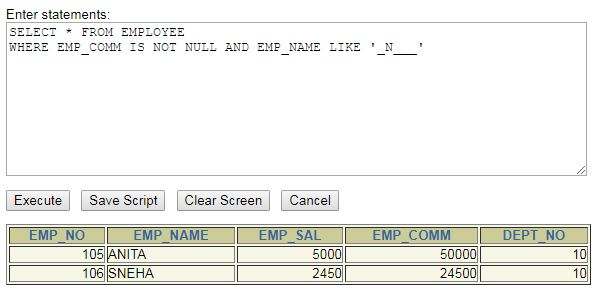 Enter statements:
SELECT * FROM EMPLOYEE
WHERE EMP_COMM IS NOT NULL AND EMP_NAME LIKE '_N___'
Execute Save Script Clear Screen Cancel
EMP_NO EMP_NAME EMP_SAL EMP_COMM DEPT_NO
105 ANITA 5000 50000 10
106 SNEHA 2450 24500 10